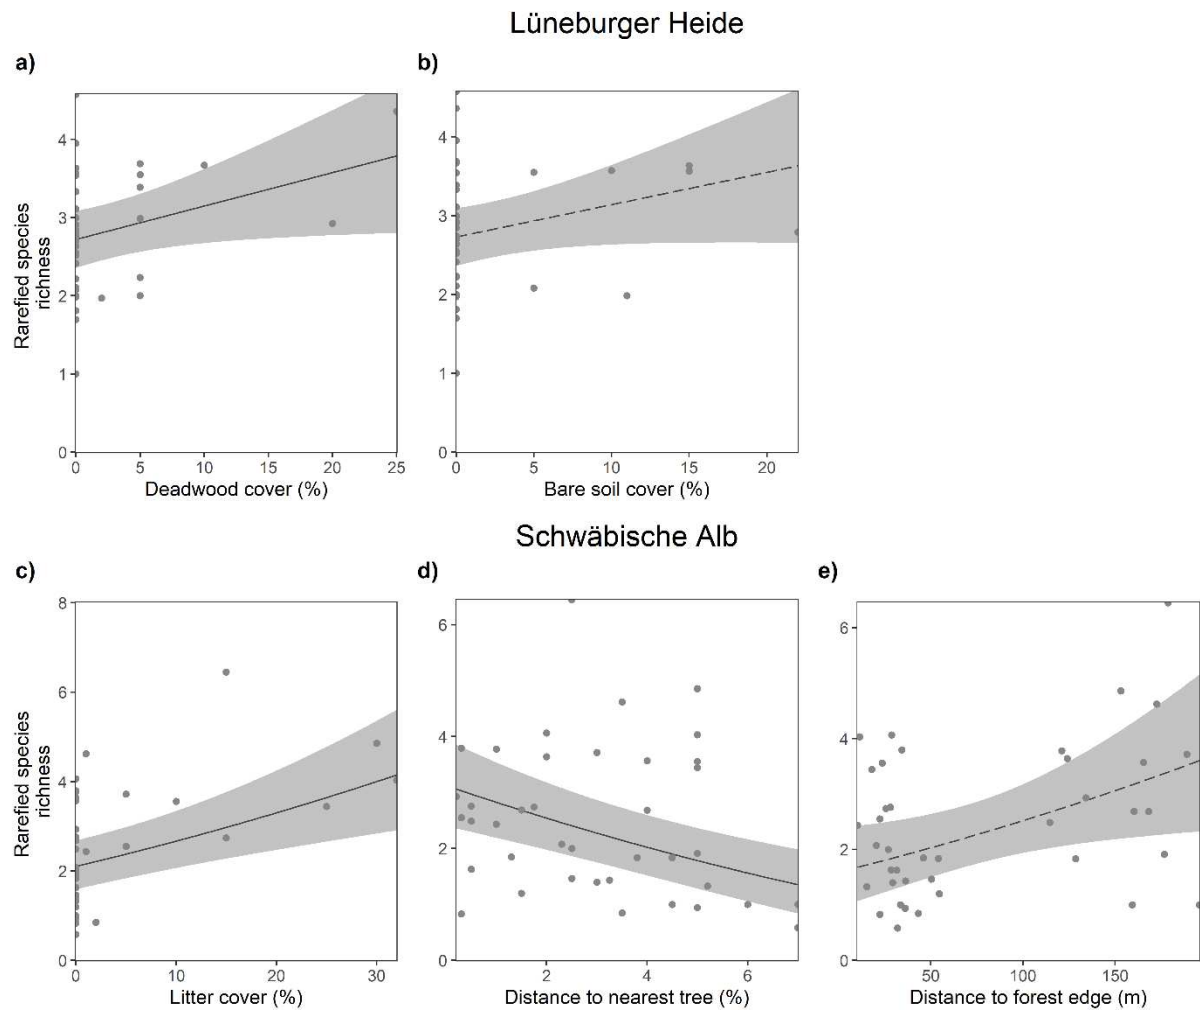 Lüneburger Heide
a)
b)
Rarefied species
richness
4
3
2
1
0
0 5 10 15 20 25
Deadwood cover (%)
4
3
2
1
0
0 5 10 15 20
Bare soil cover (%)
Schwäbische Alb
c)
d)
e)
Rarefied species
richness
8
6
4
2
0
0 10 20 30
Litter cover (%)
6
4
2
0
2 4 6
Distance to nearest tree (%)
6
4
2
0
50 100 150
Distance to forest edge (m)